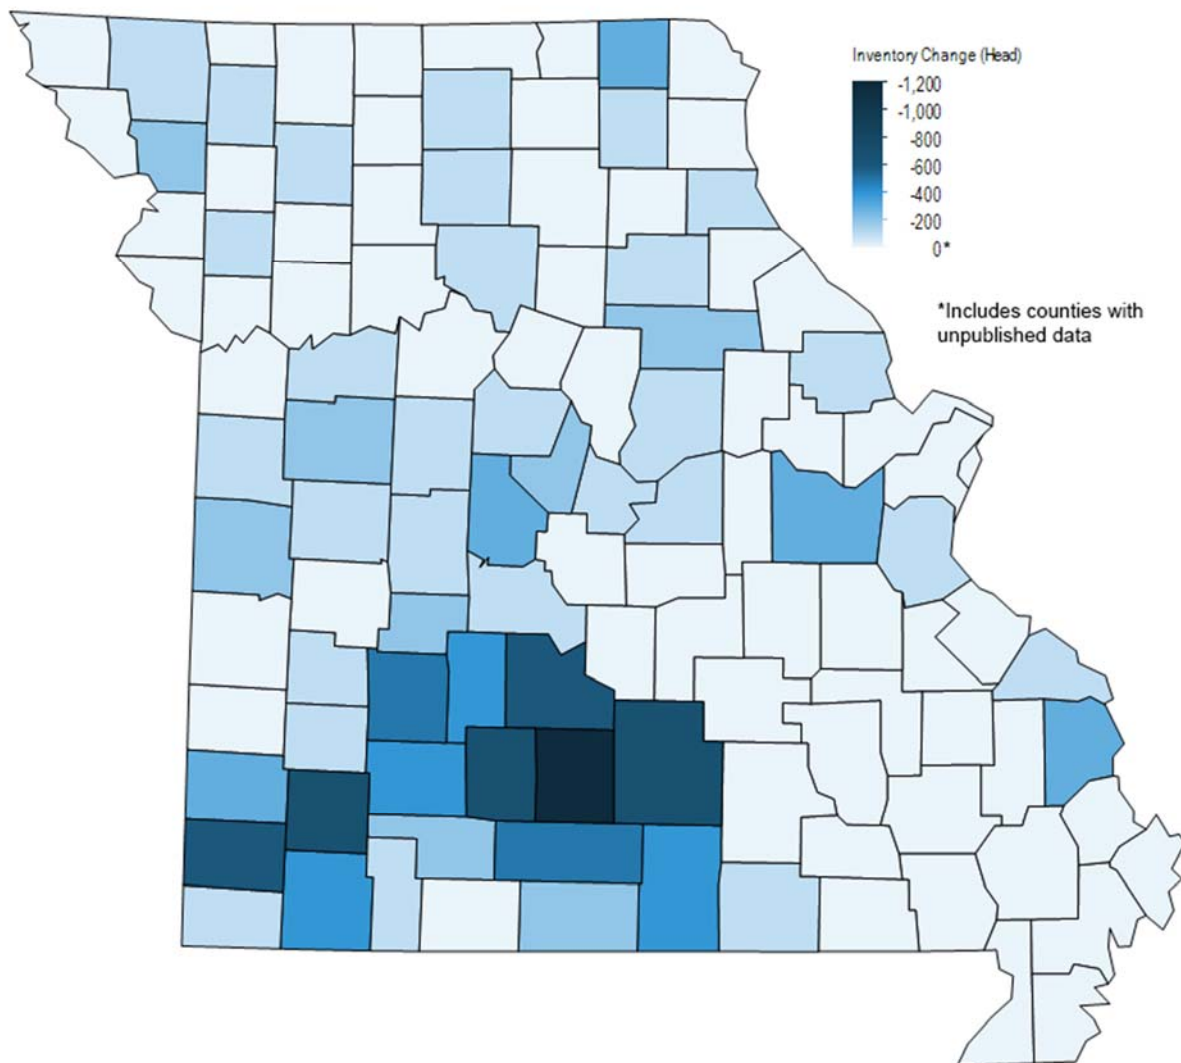 Inventory Change (Head)
-1,200
-1,000
-800
-600
-400
-200
0*
*Includes counties with
unpublished data